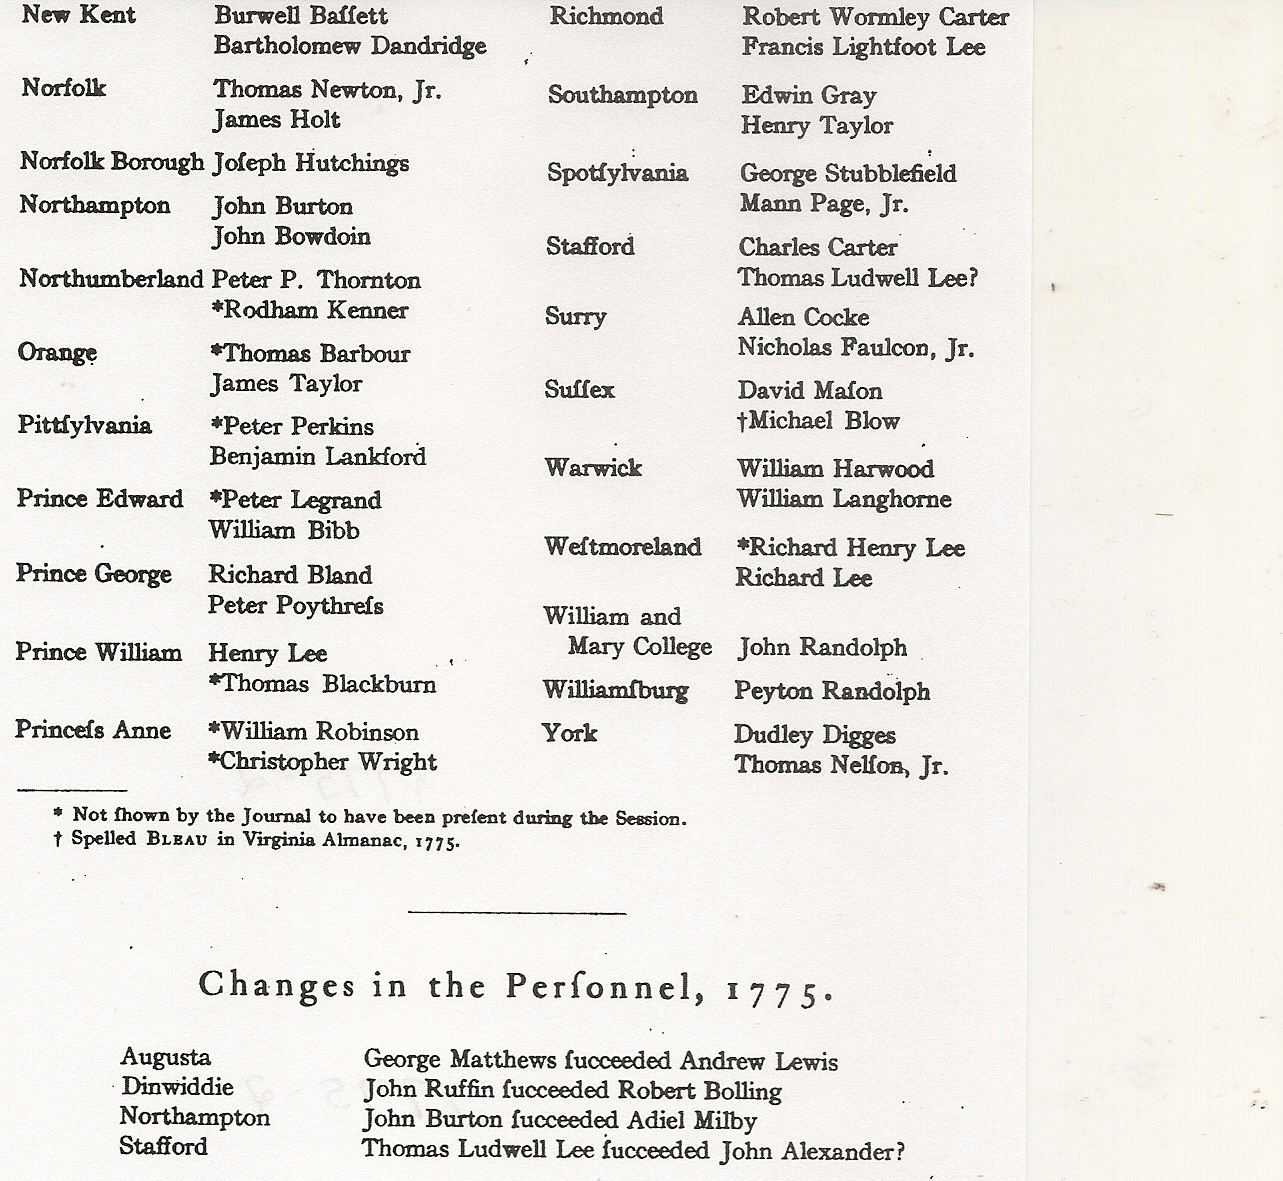 New Kent Burwell Baſſett
Bartholomew Dandridge
Norfolk Thomas Newton, Jr.
James Holt
Norfolk Borough Joſeph Hutchings
Northampton John Burton
John Bowdoin
Northumberland Peter P. Thornton
*Rodham Kenner
Orange *Thomas Barbour
James Taylor
Pittſylvania *Peter Perkins
Benjamin Lankford
Prince Edward *Peter Legrand
William Bibb
Prince George Richard Bland
Peter Poythreſs
Prince William Henry Lee
*Thomas Blackburn
Princeſs Anne *William Robinson
*Christopher Wright
Richmond Robert Wormley Carter
Francis Lightfoot Lee
Southampton Edwin Gray
Henry Taylor
Spotſylvania George Stubblefield
Mann Page, Jr.
Stafford Charles Carter
Thomas Ludwell Lee?
Surry Allen Cocke
Nicholas Faulcon, Jr.
Suſſex David Maſon
†Michael Blow
Warwick William Harwood
William Langhorne
Weſtmoreland *Richard Henry Lee
Richard Lee
William and
Mary College John Randolph
Williamſburg Peyton Randolph
York Dudley Digges
Thomas Nelſon, Jr.
* Not ſhown by the Journal to have been preſent during the Session.
† Spelled BLEAU in Virginia Almanac, 1775.
Changes in the Perſonnel, 1775.
Augusta George Matthews ſucceeded Andrew Lewis
Dinwiddie John Ruffin ſucceeded Robert Bolling
Northampton John Burton ſucceeded Adiel Milby
Stafford Thomas Ludwell Lee ſucceeded John Alexander?